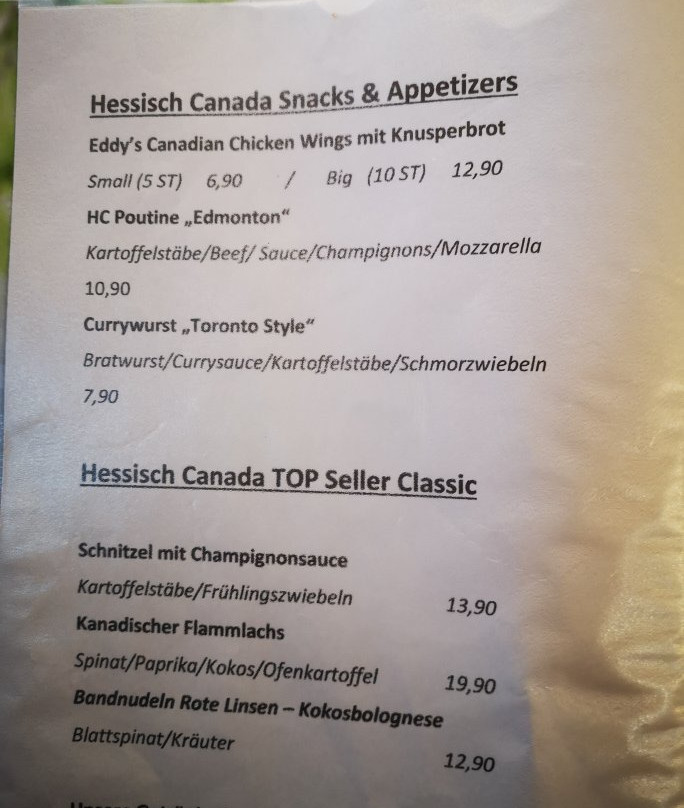 Hessisch Canada Snacks & Appetizers
Eddy's Canadian Chicken Wings mit Knusperbrot
Small (5 ST) 6,90 / Big (10 ST) 12,90
HC Poutine „Edmonton“
Kartoffelstäbe/Beef/ Sauce/Champignons/Mozzarella
10,90
Currywurst „Toronto Style“
Bratwurst/Currysauce/Kartoffelstäbe/Schmorzwiebeln
7,90
Hessisch Canada TOP Seller Classic
Schnitzel mit Champignonsauce
Kartoffelstäbe/Frühlingszwiebeln 13,90
Kanadischer Flammlachs
Spinat/Paprika/Kokos/Ofenkartoffel 19,90
Bandnudeln Rote Linsen – Kokosbolognese
Blattspinat/Kräuter 12,90